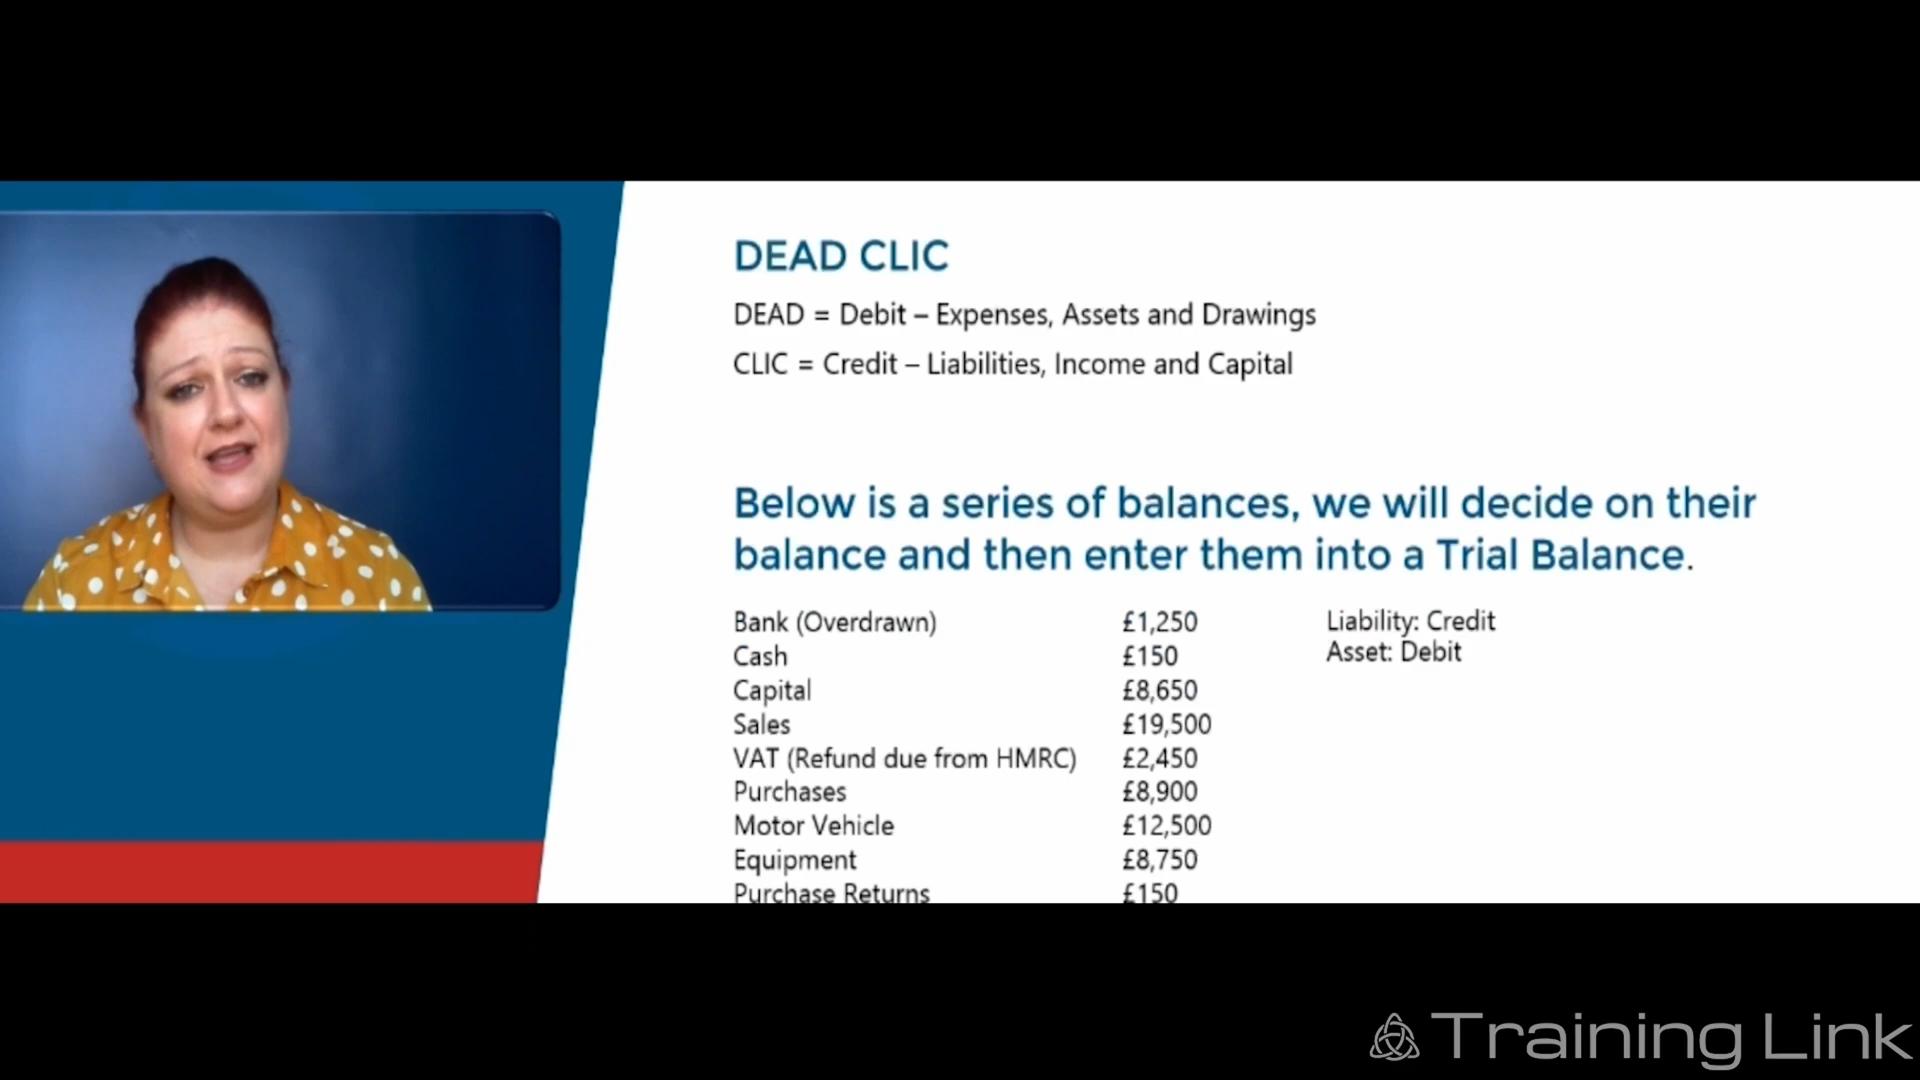 DEAD CLIC
DEAD = Debit – Expenses, Assets and Drawings
CLIC = Credit – Liabilities, Income and Capital
Below is a series of balances, we will decide on their
balance and then enter them into a Trial Balance.
Bank (Overdrawn) £1,250 Liability: Credit
Cash £150 Asset: Debit
Capital £8,650
Sales £19,500
VAT (Refund due from HMRC) £2,450
Purchases £8,900
Motor Vehicle £12,500
Equipment £8,750
Purchase Returns £150
Training Link